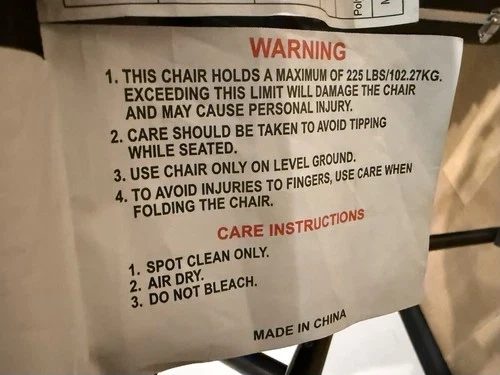 Pol
M
WARNING
1. THIS CHAIR HOLDS A MAXIMUM OF 225 LBS/102.27KG.
EXCEEDING THIS LIMIT WILL DAMAGE THE CHAIR
AND MAY CAUSE PERSONAL INJURY.
2. CARE SHOULD BE TAKEN TO AVOID TIPPING
WHILE SEATED.
3. USE CHAIR ONLY ON LEVEL GROUND.
4. TO AVOID INJURIES TO FINGERS, USE CARE WHEN
FOLDING THE CHAIR.
CARE INSTRUCTIONS
1. SPOT CLEAN ONLY.
2. AIR DRY.
3. DO NOT BLEACH.
MADE IN CHINA